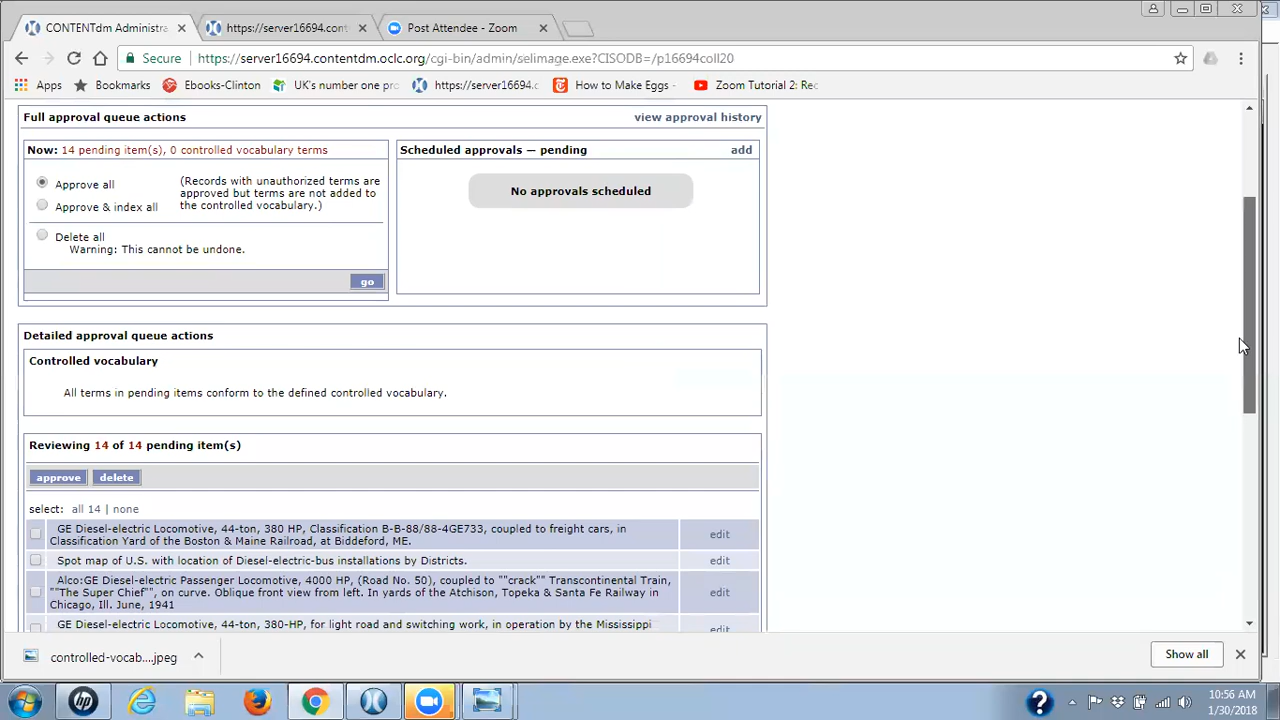 CONTENTdm Administra
https://server16694.cont
Post Attendee - Zoom
Secure
https://server16694.contentdm.oclc.org/cgi-bin/admin/selimage.exe?CISODB=/p16694coll20
Apps
Bookmarks
Ebooks-Clinton
UK's number one pro
https://server16694.c
How to Make Eggs -
Zoom Tutorial 2: Rec
Full approval queue actions
view approval history
Now: 14 pending item(s), 0 controlled vocabulary terms
Scheduled approvals — pending
add
Approve all
Approve & index all
(Records with unauthorized terms are
approved but terms are not added to
the controlled vocabulary.)
No approvals scheduled
Delete all
Warning: This cannot be undone.
go
Detailed approval queue actions
Controlled vocabulary
All terms in pending items conform to the defined controlled vocabulary.
Reviewing 14 of 14 pending item(s)
approve
delete
select: all 14 | none
GE Diesel-electric Locomotive, 44-ton, 380 HP, Classification B-B-88/88-4GE733, coupled to freight cars, in
Classification Yard of the Boston & Maine Railroad, at Biddeford, ME.
edit
Spot map of U.S. with location of Diesel-electric-bus installations by Districts.
edit
Alco:GE Diesel-electric Passenger Locomotive, 4000 HP, (Road No. 50), coupled to ""crack"" Transcontinental Train,
""The Super Chief"", on curve. Oblique front view from left. In yards of the Atchison, Topeka & Santa Fe Railway in
Chicago, Ill. June, 1941
edit
GE Diesel-electric Locomotive, 44-ton, 380-HP, for light road and switching work, in operation by the Mississippi
edit
controlled-vocab....jpeg
Show all
hp
10:56 AM
1/30/2018